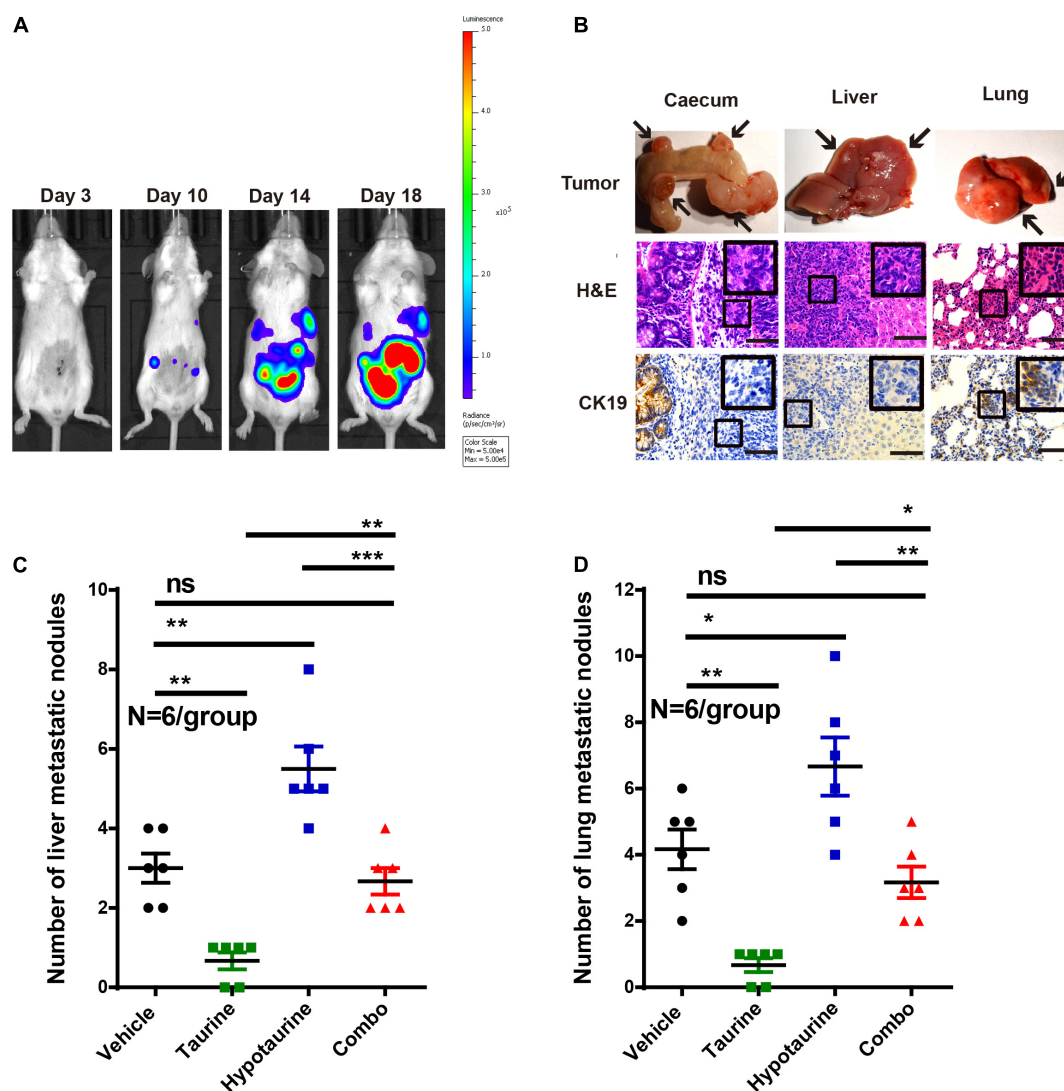 A
Luminescence
5.0
4.0
x10⁵
3.0
2.0
1.0
Radiance
(p/sec/cm²/sr)
Color Scale
Min = 5.00e4
Max = 5.00e5
Day 3 Day 10 Day 14 Day 18
B
Caecum Liver Lung
Tumor
H&E
CK19
C
**
***
ns
**
**
N=6/group
Number of liver metastatic nodules
10
8
6
4
2
0
Vehicle Taurine Hypotaurine Combo
D
*
**
ns
*
**
N=6/group
Number of lung metastatic nodules
12
10
8
6
4
2
0
Vehicle Taurine Hypotaurine Combo